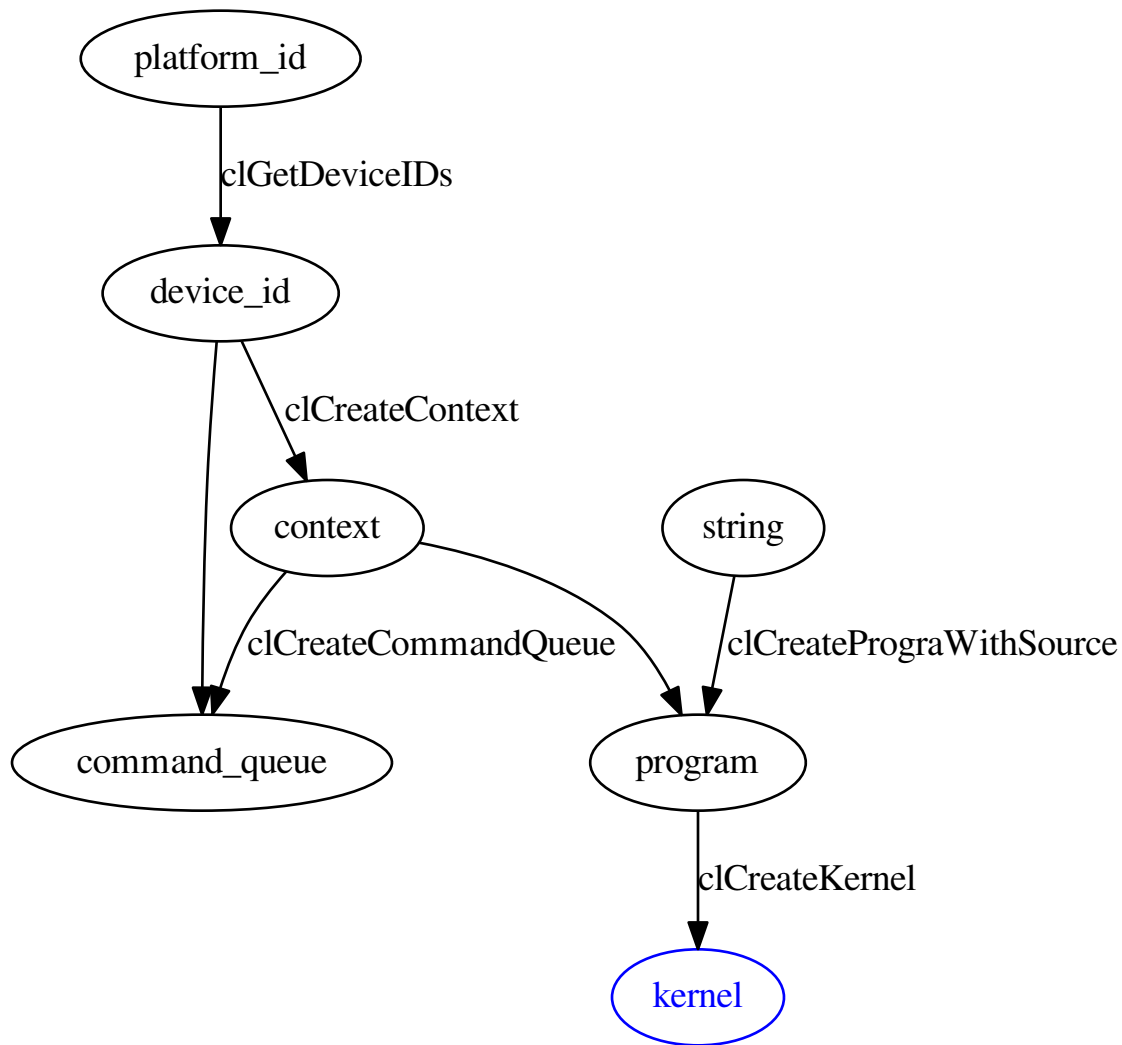 platform_id
clGetDeviceIDs
device_id
clCreateContext
context
string
clCreateCommandQueue
clCreatePrograWithSource
command_queue
program
clCreateKernel
kernel